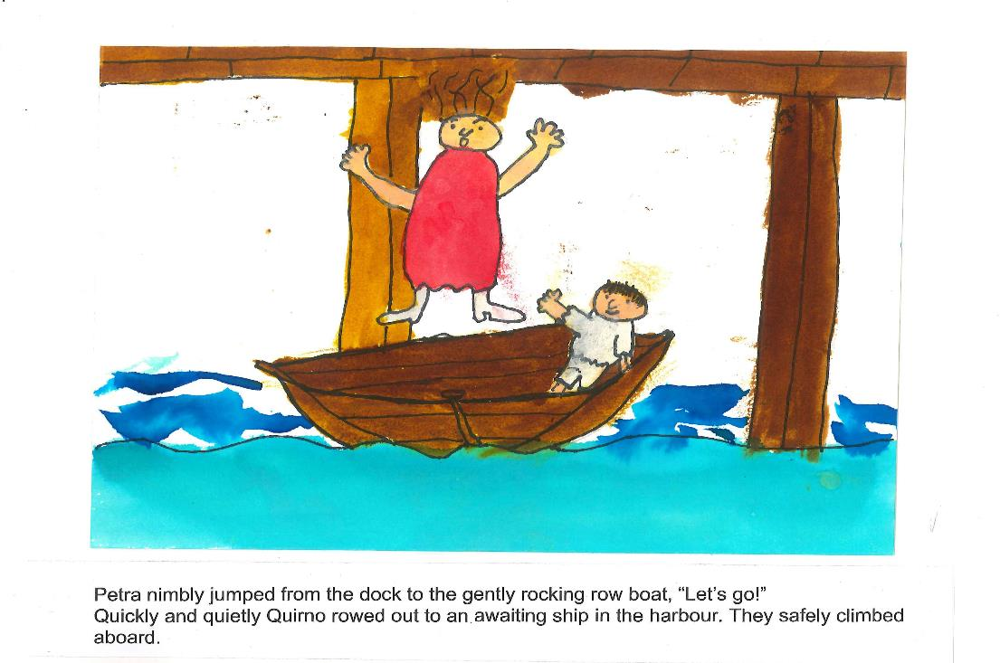 Petra nimbly jumped from the dock to the gently rocking row boat, “Let’s go!”
Quickly and quietly Quirno rowed out to an awaiting ship in the harbour. They safely climbed
aboard.